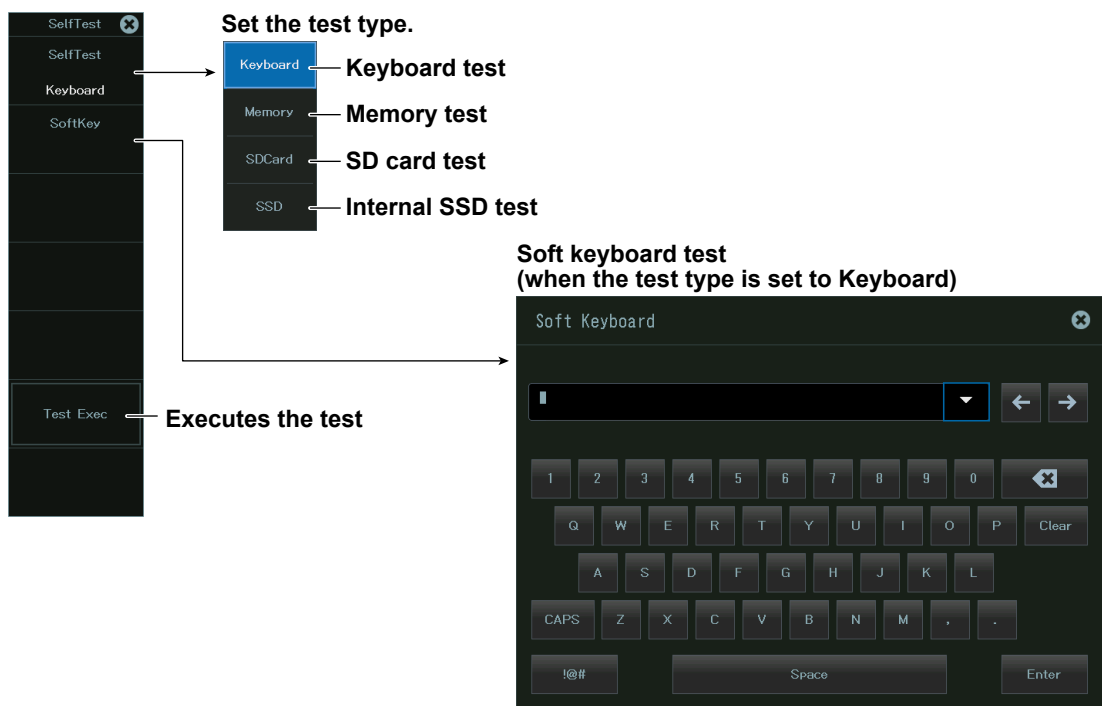 SelfTest
SelfTest
Keyboard
SoftKey
Test Exec
Executes the test
Set the test type.
Keyboard
Keyboard test
Memory
Memory test
SDCard
SD card test
SSD
Internal SSD test
Soft keyboard test
(when the test type is set to Keyboard)
Soft Keyboard
1 2 3 4 5 6 7 8 9 0
Q W E R T Y U I O P Clear
A S D F G H J K L
CAPS Z X C V B N M , .
!@# Space Enter